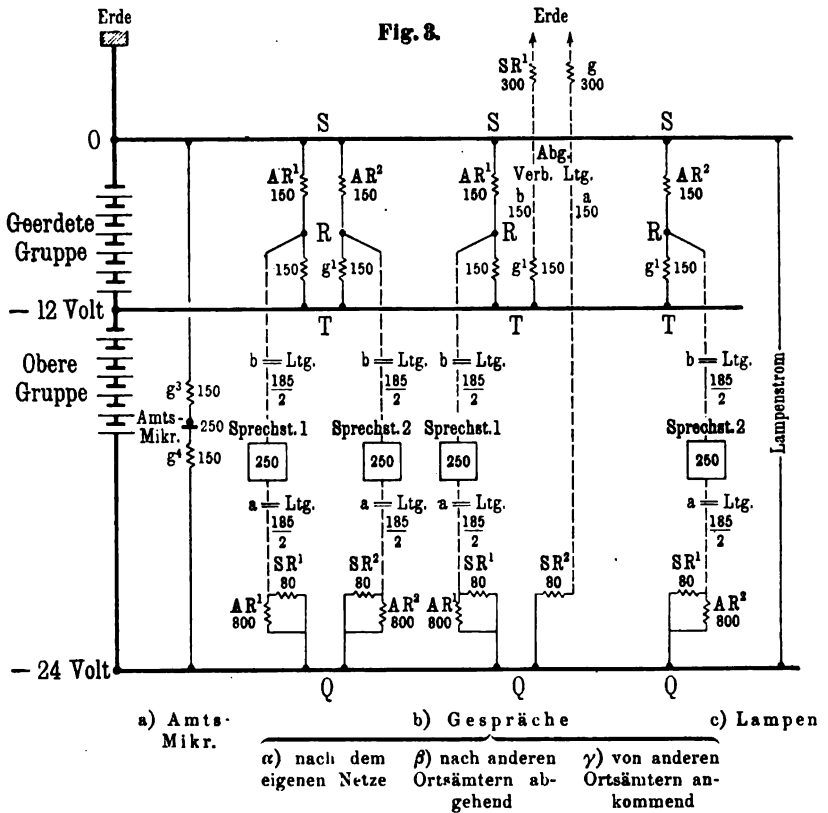 Erde
Fig. 3.
Erde
SR¹
300
g
300
0
S
S
S
AR¹
150
AR²
150
AR¹
150
Abg.
Verb. Ltg.
b
150
a
150
AR²
150
Geerdete
Gruppe
R
R
R
150
g¹ 150
150
g¹ 150
g¹ 150
— 12 Volt
T
T
T
Obere
Gruppe
b Ltg.
185
2
b Ltg.
185
2
b Ltg.
185
2
b Ltg.
185
2
g³ 150
Amts-
Mikr.
250
g⁴ 150
Sprechst. 1
250
Sprechst. 2
250
Sprechst. 1
250
Sprechst. 2
250
Lampenstrom
a Ltg.
185
2
a Ltg.
185
2
a Ltg.
185
2
a Ltg.
185
2
SR¹
80
SR²
80
SR¹
80
SR²
80
SR¹
80
AR¹
800
AR²
800
AR¹
800
AR²
800
— 24 Volt
Q
Q
Q
a) Amts-
Mikr.
b) Gespräche
c) Lampen
α) nach dem
eigenen Netze
β) nach anderen
Ortsämtern ab-
gehend
γ) von anderen
Ortsämtern an-
kommend